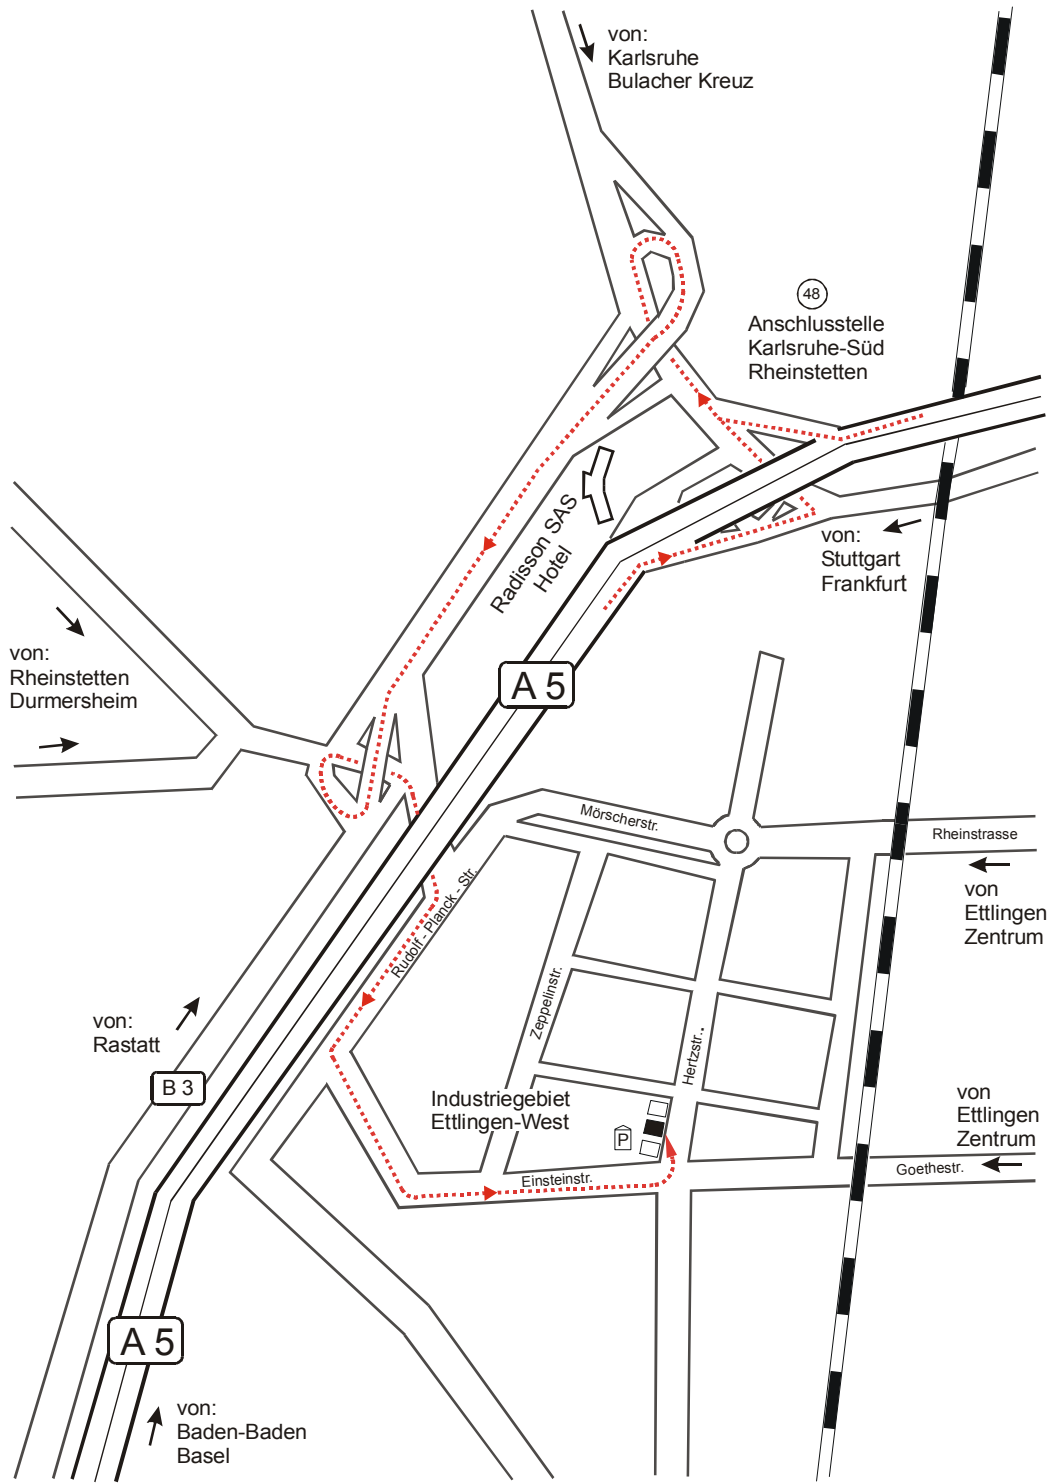 von:
Karlsruhe
Bulacher Kreuz
48
Anschlusstelle
Karlsruhe-Süd
Rheinstetten
Radisson SAS
Hotel
von:
Stuttgart
Frankfurt
von:
Rheinstetten
Durmersheim
A 5
Mörscherstr.
Rheinstrasse
von
Ettlingen
Zentrum
Rudolf - Planck - Str.
Zeppelinstr.
Hertzstr..
von:
Rastatt
B 3
Industriegebiet
Ettlingen-West
P
von
Ettlingen
Zentrum
Goethestr.
Einsteinstr.
A 5
von:
Baden-Baden
Basel